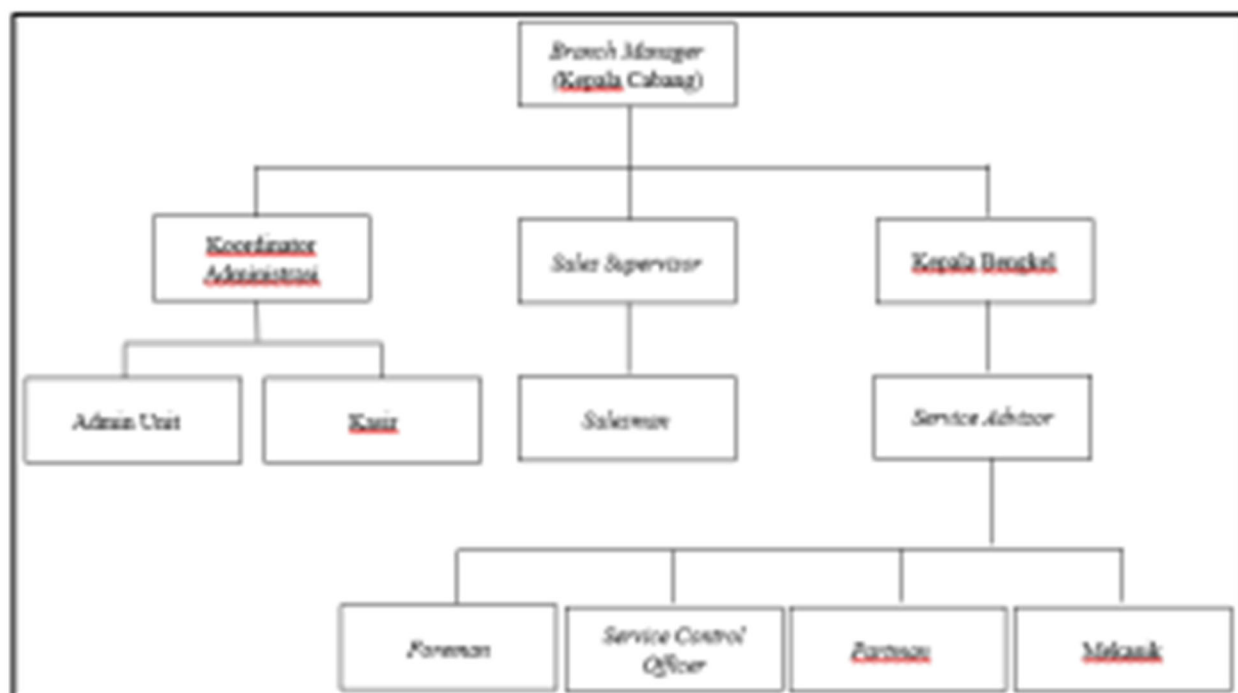 Branch Manager
(Kepala Cabang)
Koordinator
Administrasi
Sales Supervisor
Kepala Bengkel
Admin Unit
Kasir
Salesman
Service Advisor
Foreman
Service Control
Officer
Partman
Mekanik